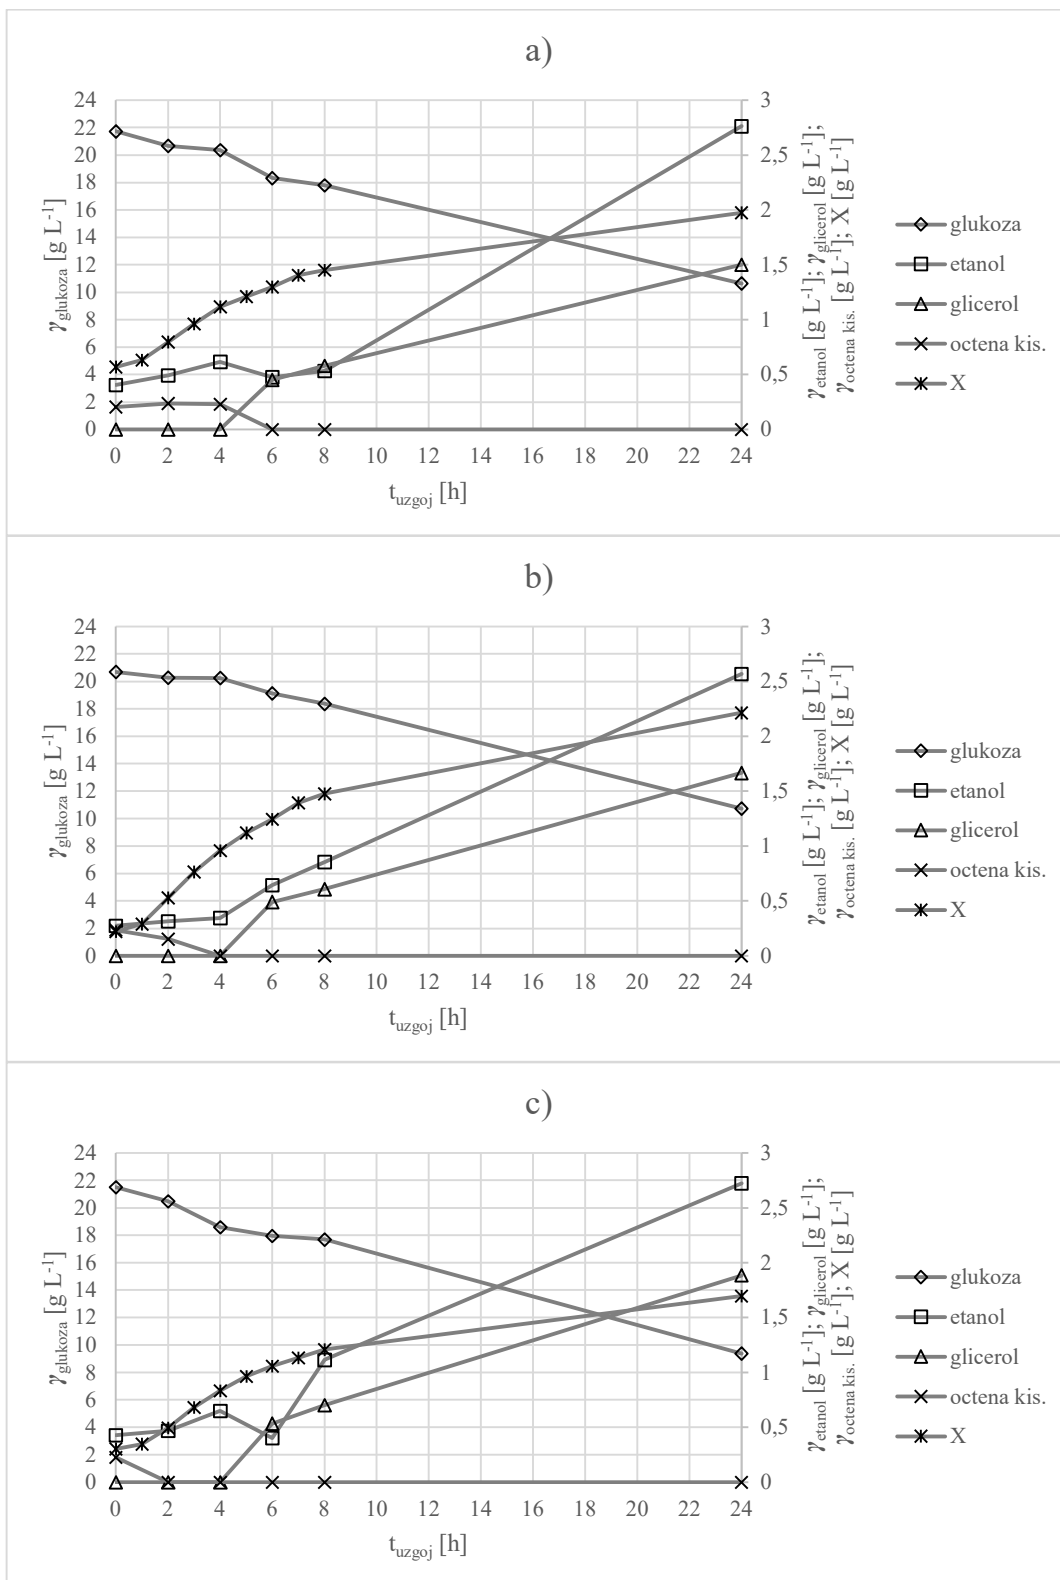 a)
24
22
20
18
16
14
12
10
8
6
4
2
0
γglukoza [g L-1]
3
2,5
2
1,5
1
0,5
0
γetanol [g L-1]; γglicerol [g L-1];
γoctena kis. [g L-1]; X [g L-1]
0 2 4 6 8 10 12 14 16 18 20 22 24
tuzgoj [h]
glukoza
etanol
glicerol
octena kis.
X
b)
24
22
20
18
16
14
12
10
8
6
4
2
0
γglukoza [g L-1]
3
2,5
2
1,5
1
0,5
0
γetanol [g L-1]; γglicerol [g L-1];
γoctena kis. [g L-1]; X [g L-1]
0 2 4 6 8 10 12 14 16 18 20 22 24
tuzgoj [h]
glukoza
etanol
glicerol
octena kis.
X
c)
24
22
20
18
16
14
12
10
8
6
4
2
0
γglukoza [g L-1]
3
2,5
2
1,5
1
0,5
0
γetanol [g L-1]; γglicerol [g L-1];
γoctena kis. [g L-1]; X [g L-1]
0 2 4 6 8 10 12 14 16 18 20 22 24
tuzgoj [h]
glukoza
etanol
glicerol
octena kis.
X